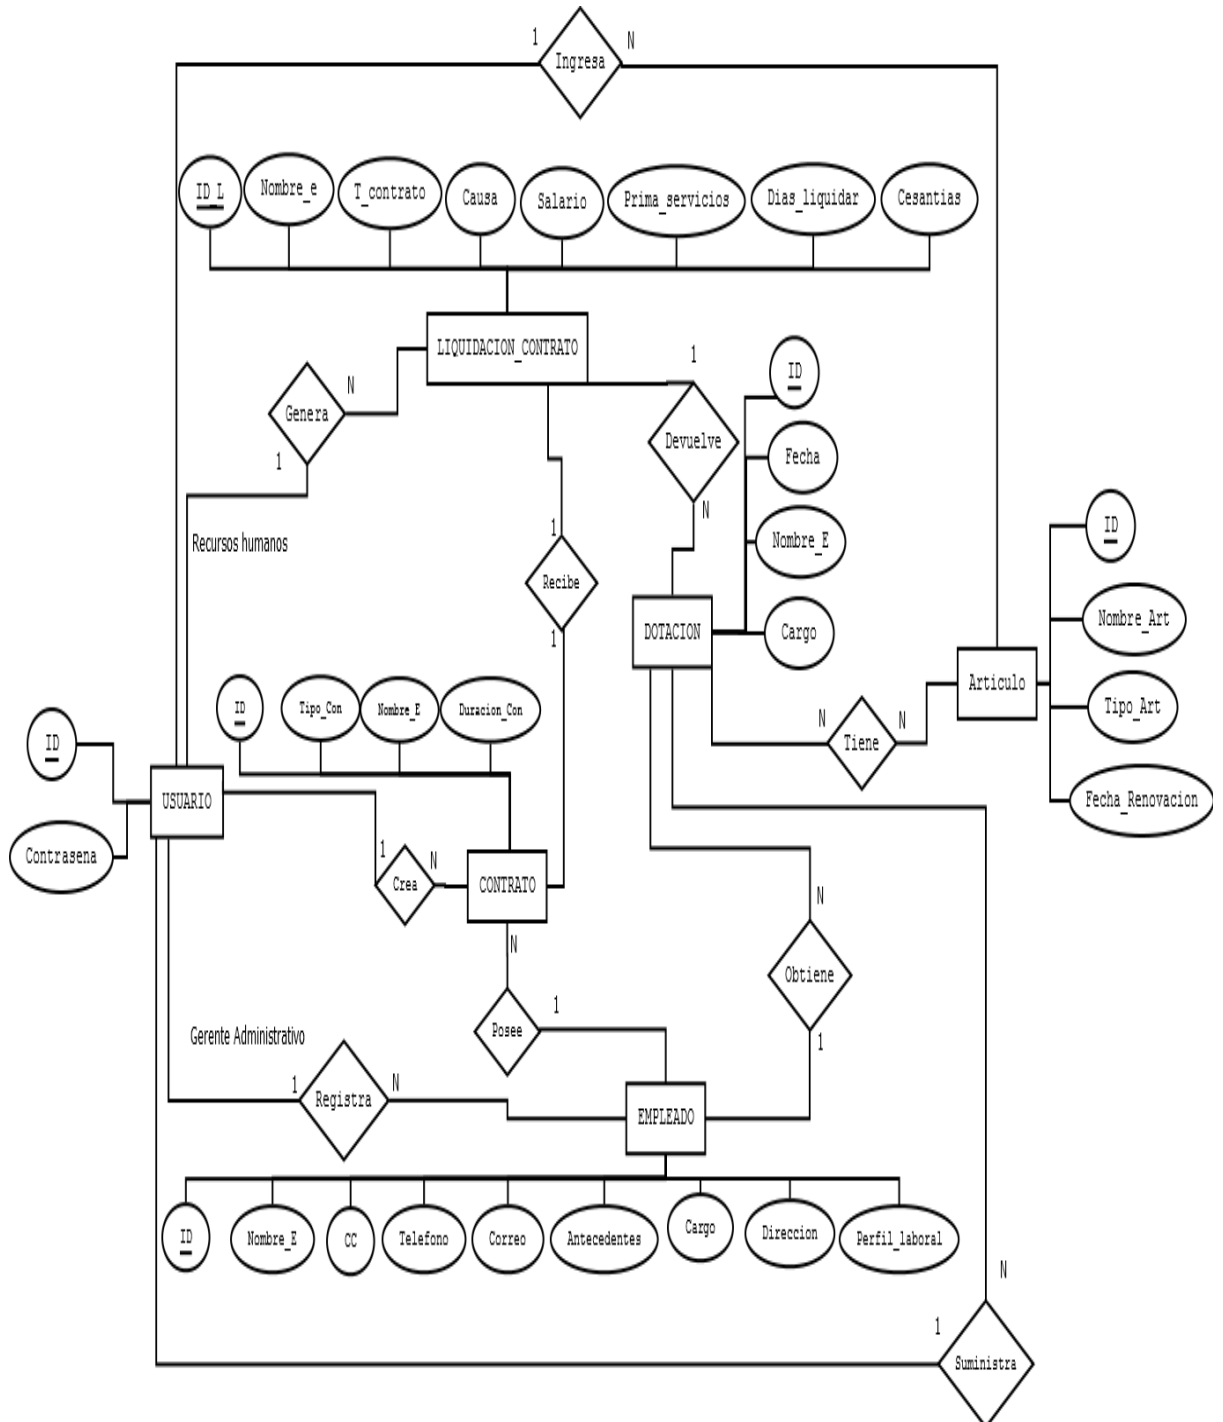 1
N
Ingresa
ID_L
Nombre_e
T_contrato
Causa
Salario
Prima_servicios
Dias_liquidar
Cesantias
LIQUIDACION_CONTRATO
1
ID
N
Genera
Devuelve
1
Fecha
N
ID
Recursos humanos
1
Nombre_E
Recibe
Nombre_Art
DOTACION
Cargo
1
Articulo
ID
Tipo_Con
Nombre_E
Duracion_Con
N
N
Tipo_Art
ID
Tiene
USUARIO
Fecha_Renovacion
Contrasena
1
N
Crea
CONTRATO
N
N
Obtiene
1
Posee
Gerente Administrativo
1
1
N
Registra
EMPLEADO
ID
Nombre_E
CC
Telefono
Correo
Antecedentes
Cargo
Direccion
Perfil_laboral
N
1
Suministra